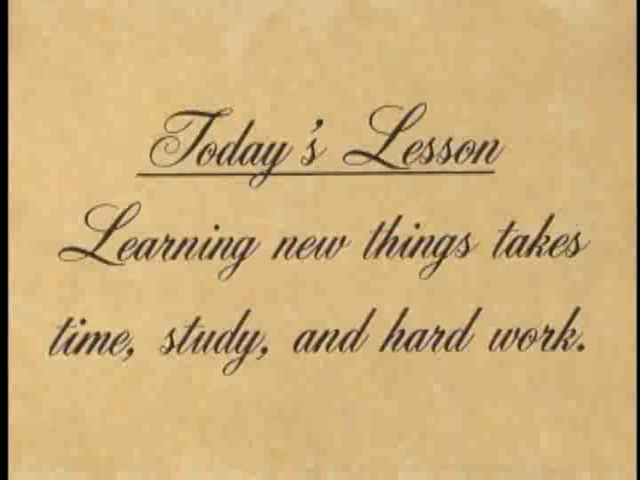 Today's Lesson
Learning new things takes
time, study, and hard work.